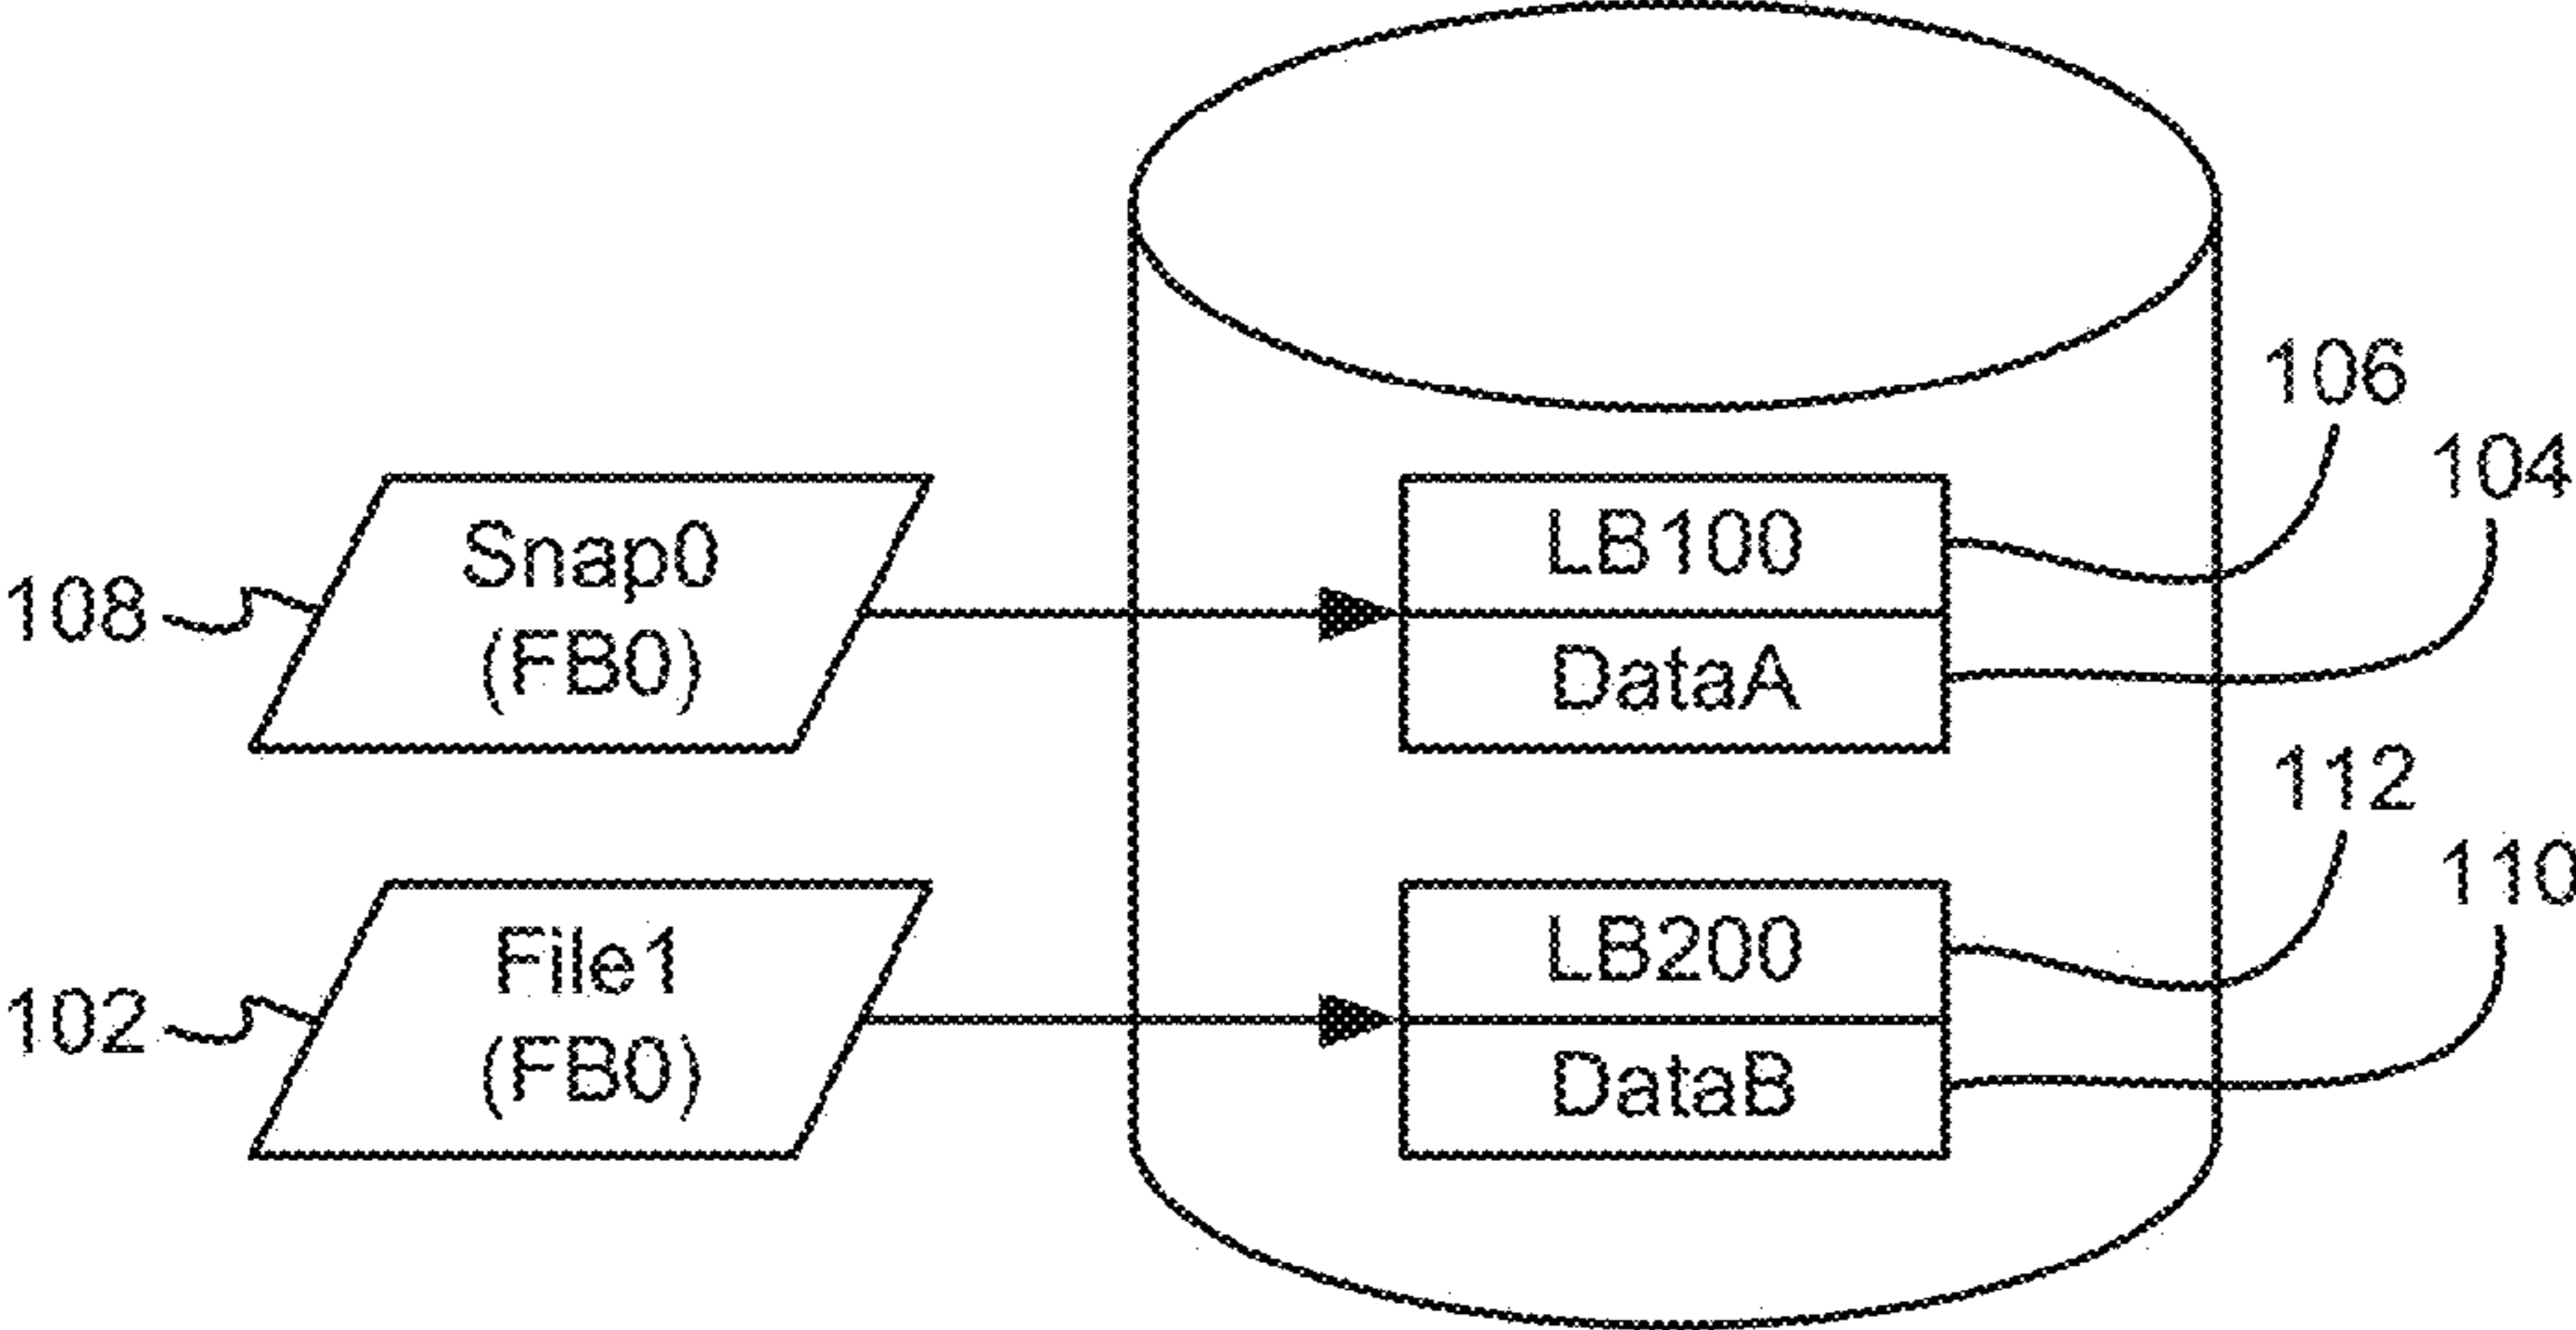 106
104
108
Snap0
(FB0)
LB100
DataA
112
110
102
File1
(FB0)
LB200
DataB